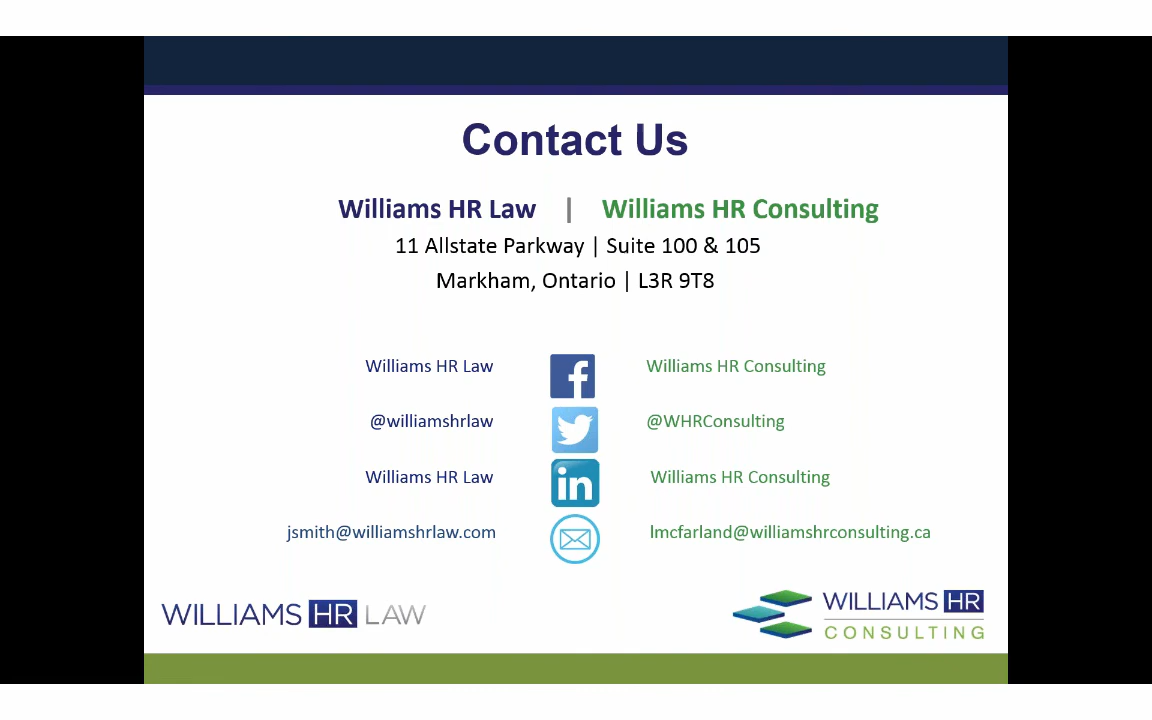 Contact Us
Williams HR Law | Williams HR Consulting
11 Allstate Parkway | Suite 100 & 105
Markham, Ontario | L3R 9T8
Williams HR Law Williams HR Consulting
@williamshrlaw @WHRConsulting
in
Williams HR Law Williams HR Consulting
jsmith@williamshrlaw.com lmcfarland@williamshrconsulting.ca
WILLIAMS HR LAW
WILLIAMS HR
CONSULTING